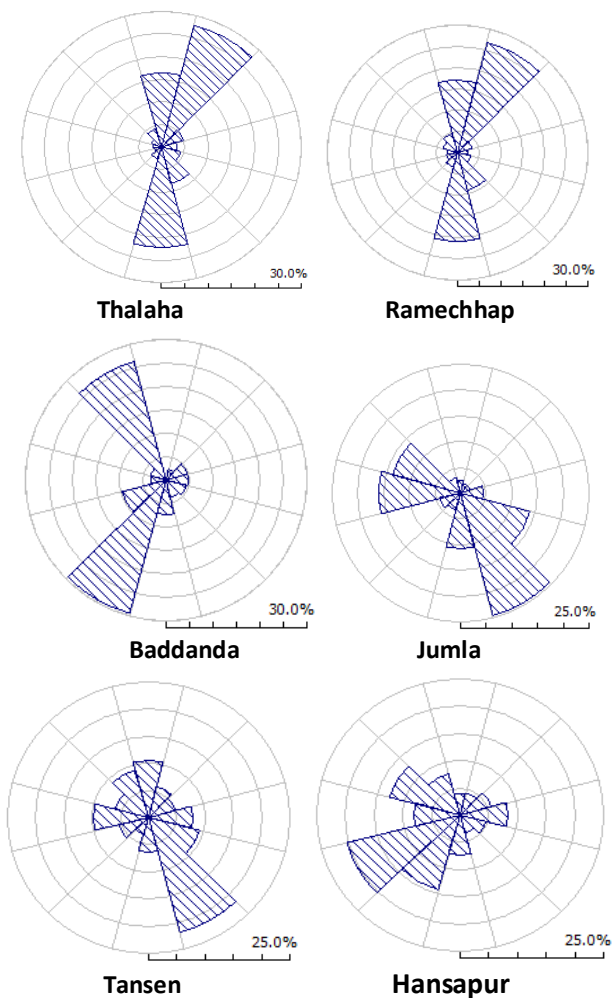 30.0% 30.0%
Thalaha Ramechhap
30.0% 25.0%
Baddanda Jumla
25.0% 25.0%
Tansen Hansapur